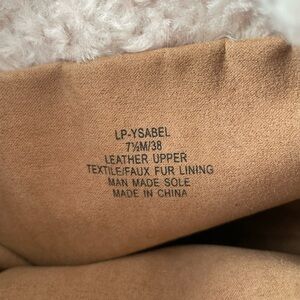 LP-YSABEL
7½M/38
LEATHER UPPER
TEXTILE/FAUX FUR LINING
MAN MADE SOLE
MADE IN CHINA